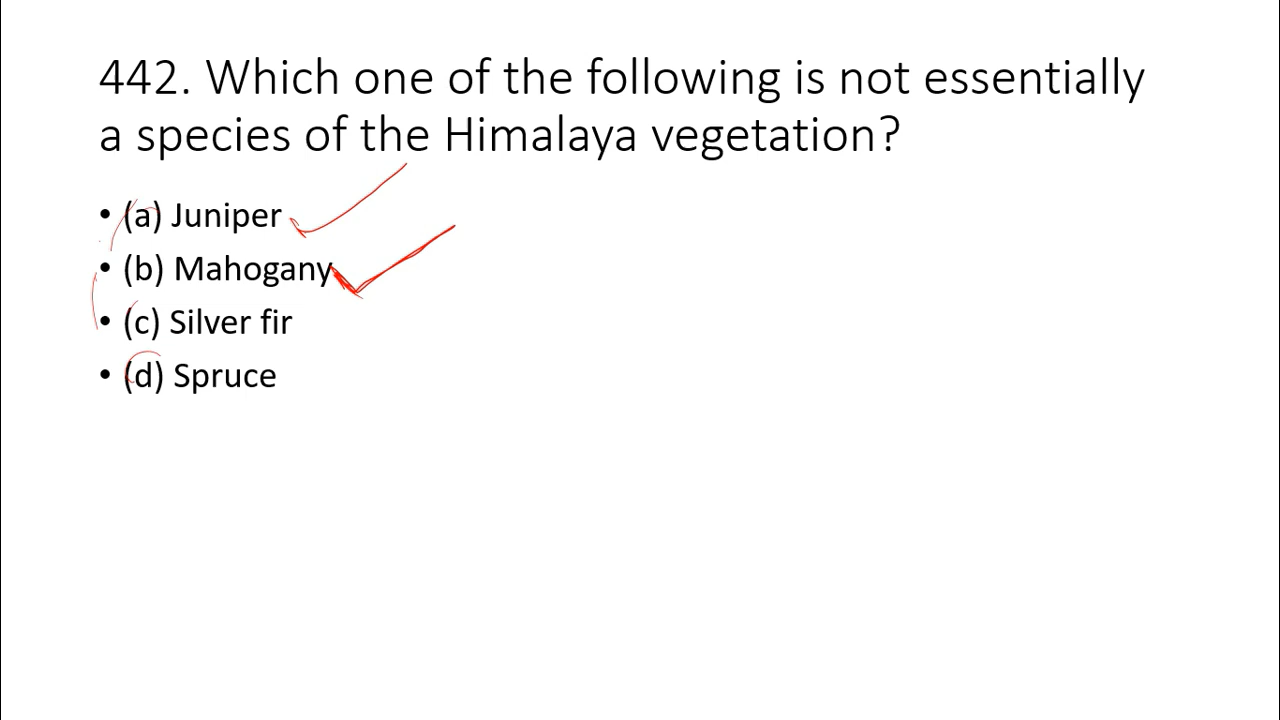 442. Which one of the following is not essentially
a species of the Himalaya vegetation?
• (a) Juniper
• (b) Mahogany
• (c) Silver fir
• (d) Spruce